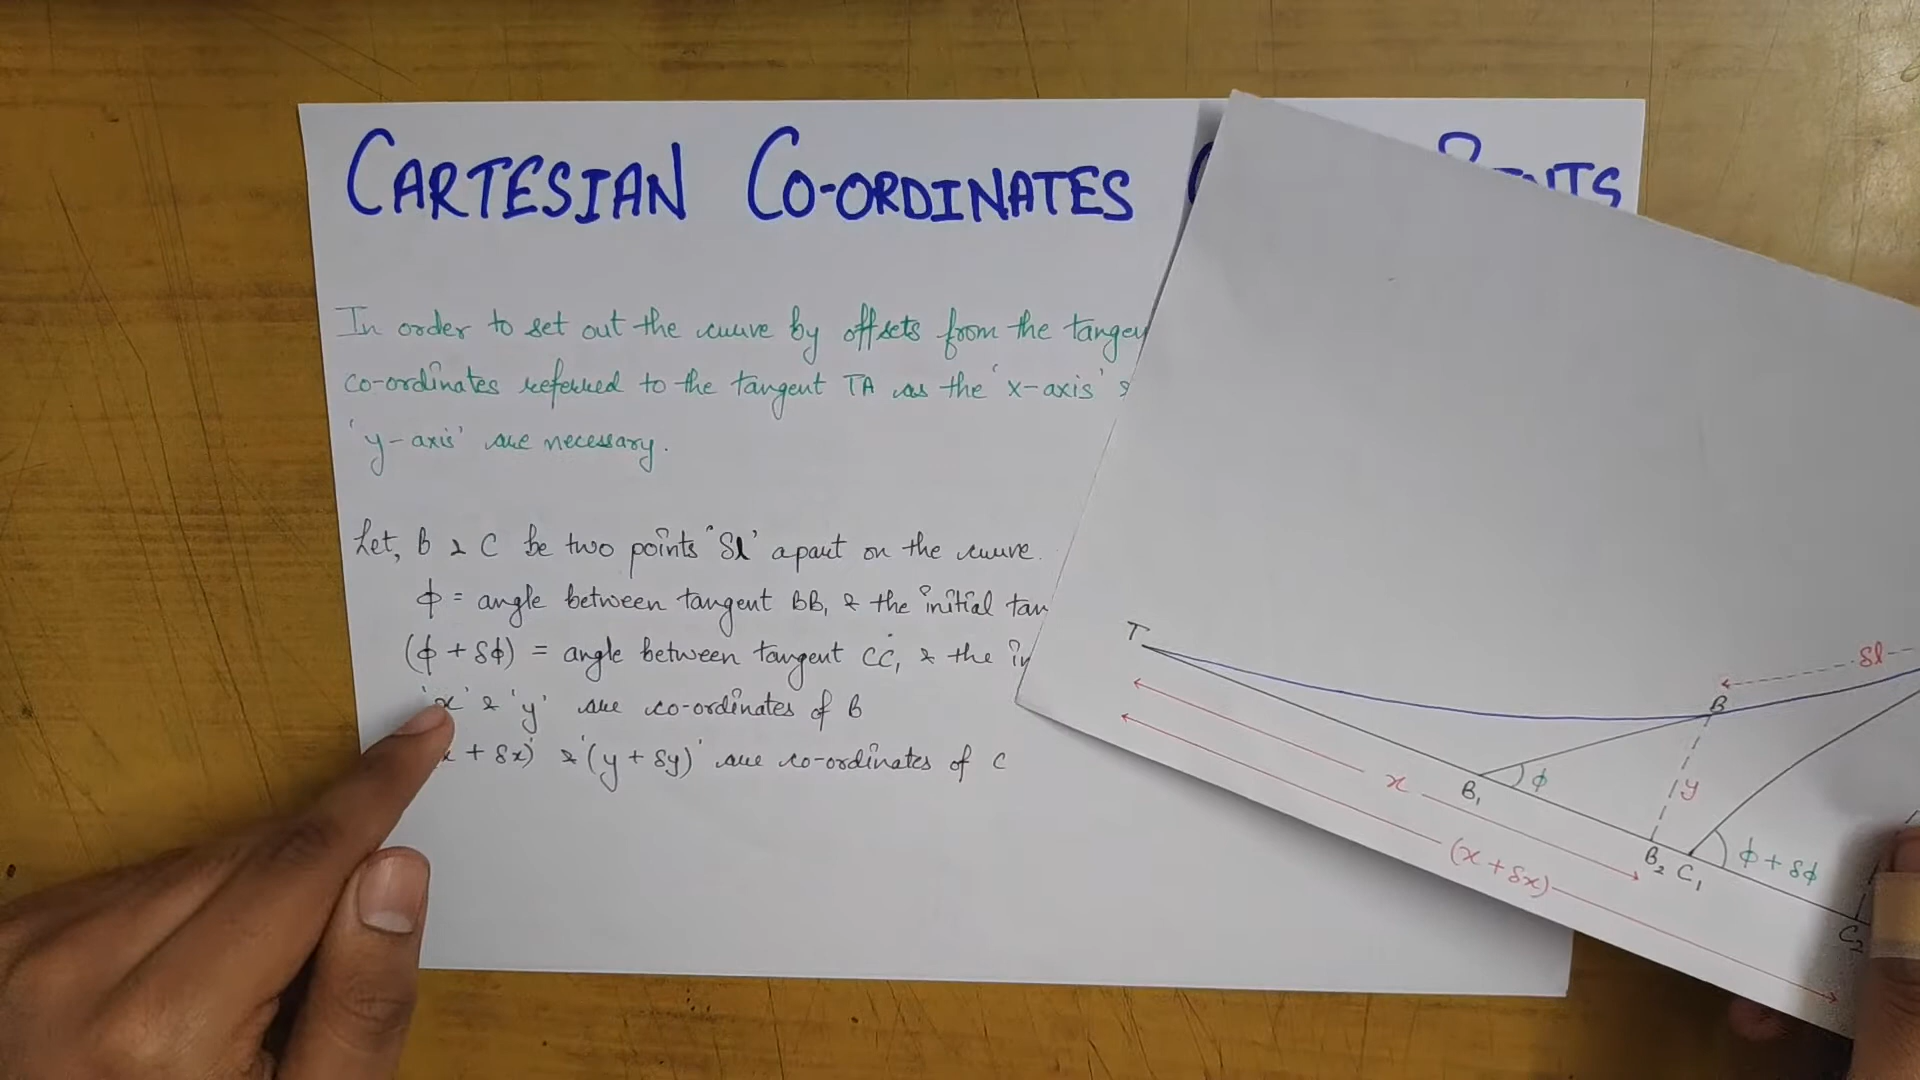 CARTESIAN CO-ORDINATES
In order to set out the curve by offsets from the
co-ordinates referred to the tangent TA as the 'x-axis' &
'y-axis' are necessary.
Let, B & C be two points 'δl' apart on the curve.
ϕ = angle between tangent BB₁ & the initial
(ϕ + δϕ) = angle between tangent CC₁ & the
'x' & 'y' are co-ordinates of B
+ δx) & '(y + δy)' are co-ordinates of C
T
δl
B
x
B₁
ϕ
y
(x + δx)
B₂
C₁
ϕ + δϕ
C₂